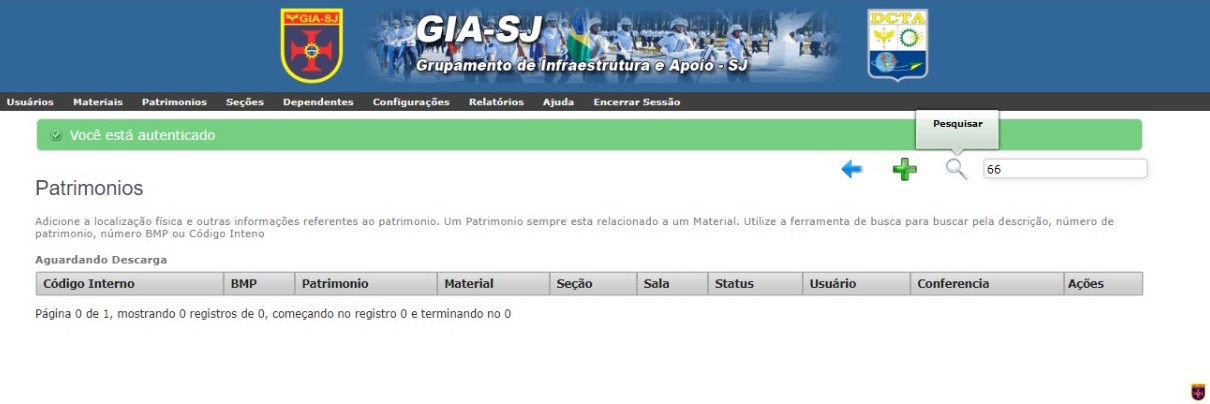 GIA-SJ
GIA-SJ
Grupamento de Infraestrutura e Apoio - SJ
DCTA
Usuários Materiais Patrimonios Seções Dependentes Configurações Relatórios Ajuda Encerrar Sessão
Pesquisar
Você está autenticado
66
Patrimonios
Adicione a localização física e outras informações referentes ao patrimonio. Um Patrimonio sempre esta relacionado a um Material. Utilize a ferramenta de busca para buscar pela descrição, número de
patrimonio, número BMP ou Código Inteno
Aguardando Descarga
Código Interno BMP Patrimonio Material Seção Sala Status Usuário Conferencia Ações
Página 0 de 1, mostrando 0 registros de 0, começando no registro 0 e terminando no 0